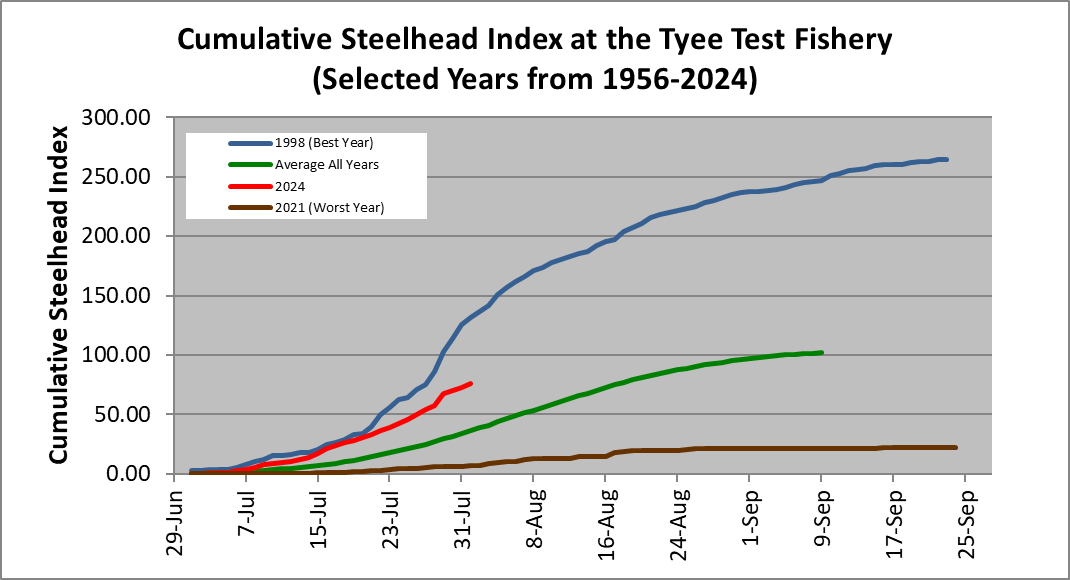 Cumulative Steelhead Index at the Tyee Test Fishery
(Selected Years from 1956-2024)
Cumulative Steelhead Index
300.00
250.00
200.00
150.00
100.00
50.00
0.00
1998 (Best Year)
Average All Years
2024
2021 (Worst Year)
29-Jun
7-Jul
15-Jul
23-Jul
31-Jul
8-Aug
16-Aug
24-Aug
1-Sep
9-Sep
17-Sep
25-Sep